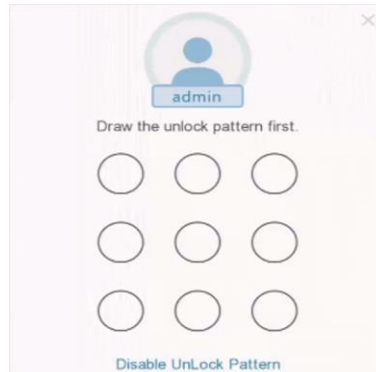 admin
Draw the unlock pattern first.
Disable UnLock Pattern